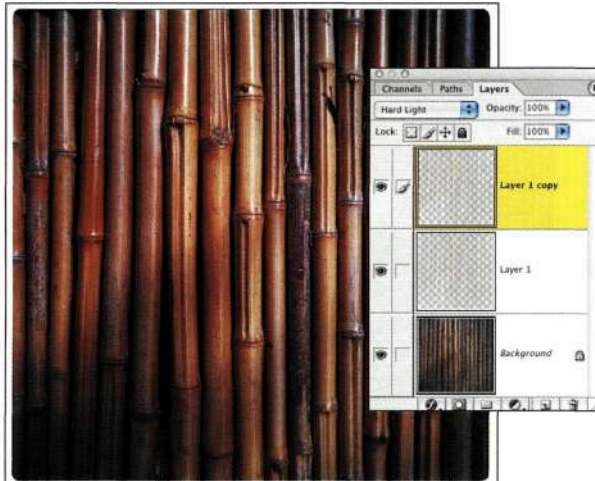 Channels Paths Layers
Hard Light Opacity: 100%
Lock: Fill: 100%
Layer 1 copy
Layer 1
Background